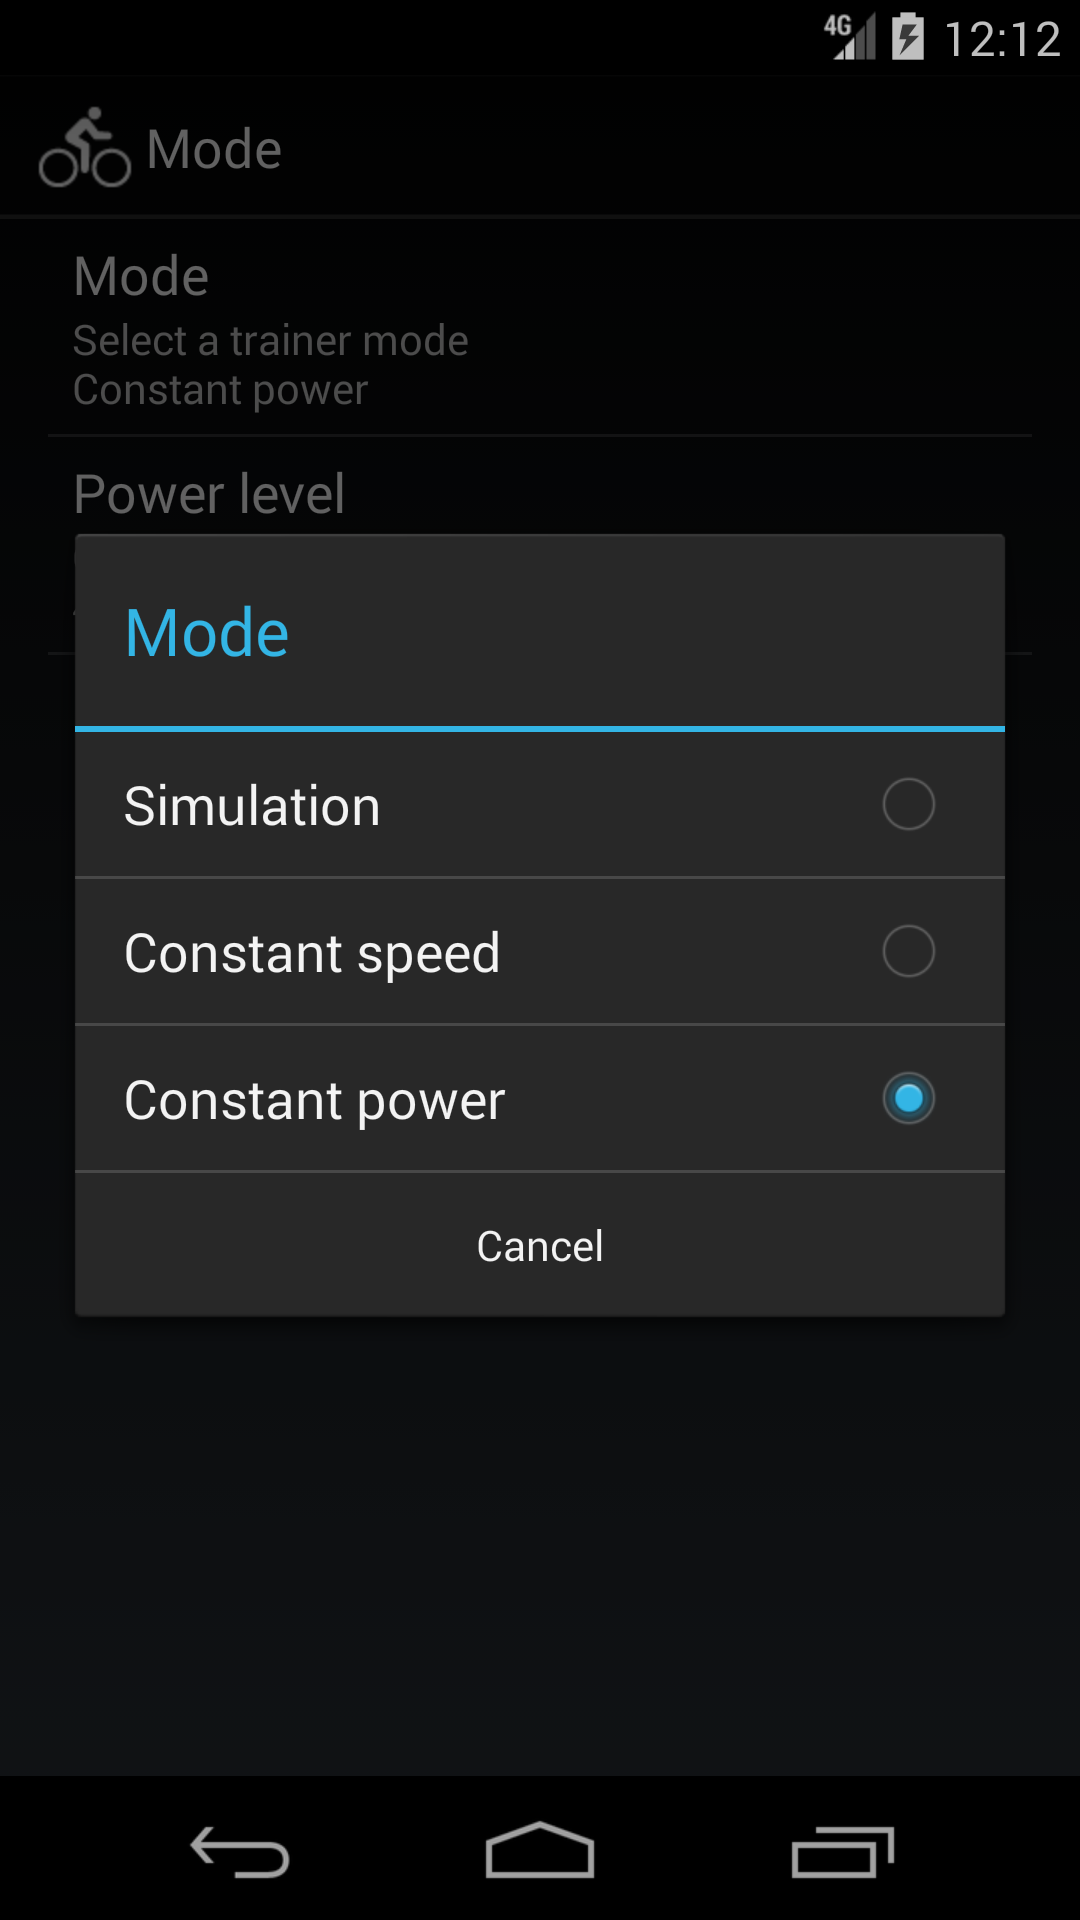 4G 12:12
Mode
Mode
Select a trainer mode
Constant power
Power level
Mode
Simulation
Constant speed
Constant power
Cancel